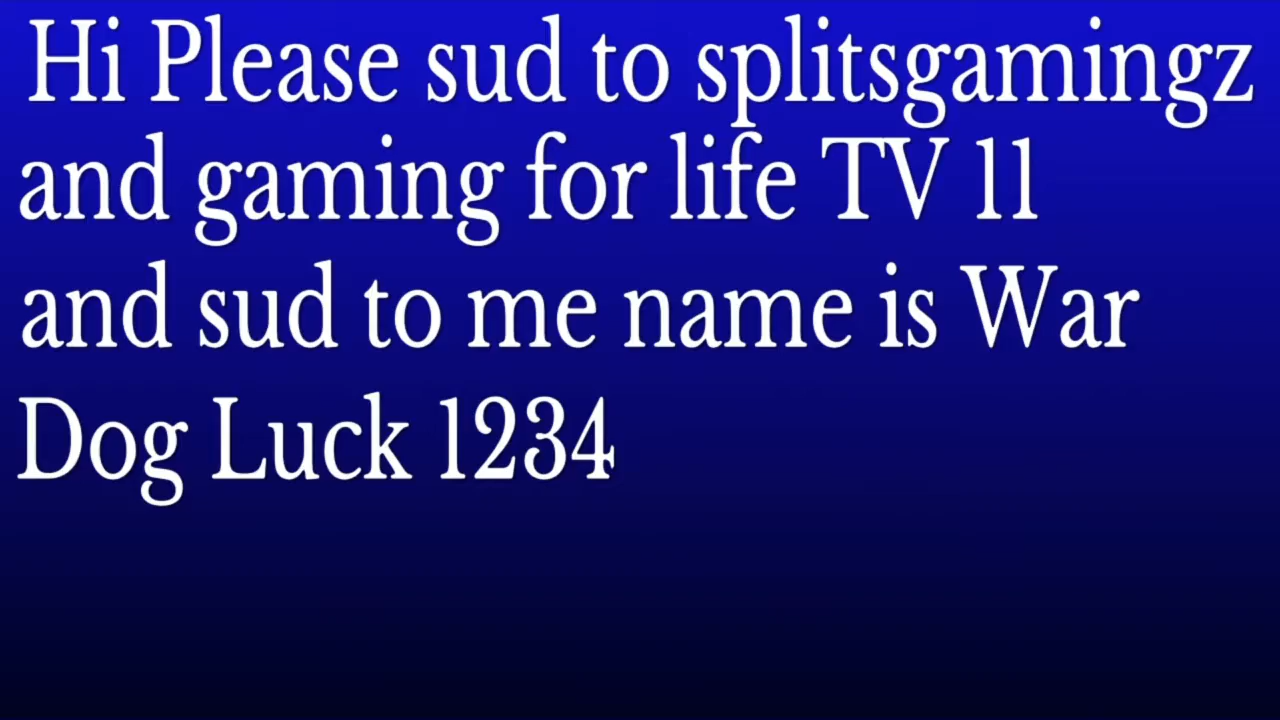 Hi Please sud to splitsgamingz
and gaming for life TV 11
and sud to me name is War
Dog Luck 1234